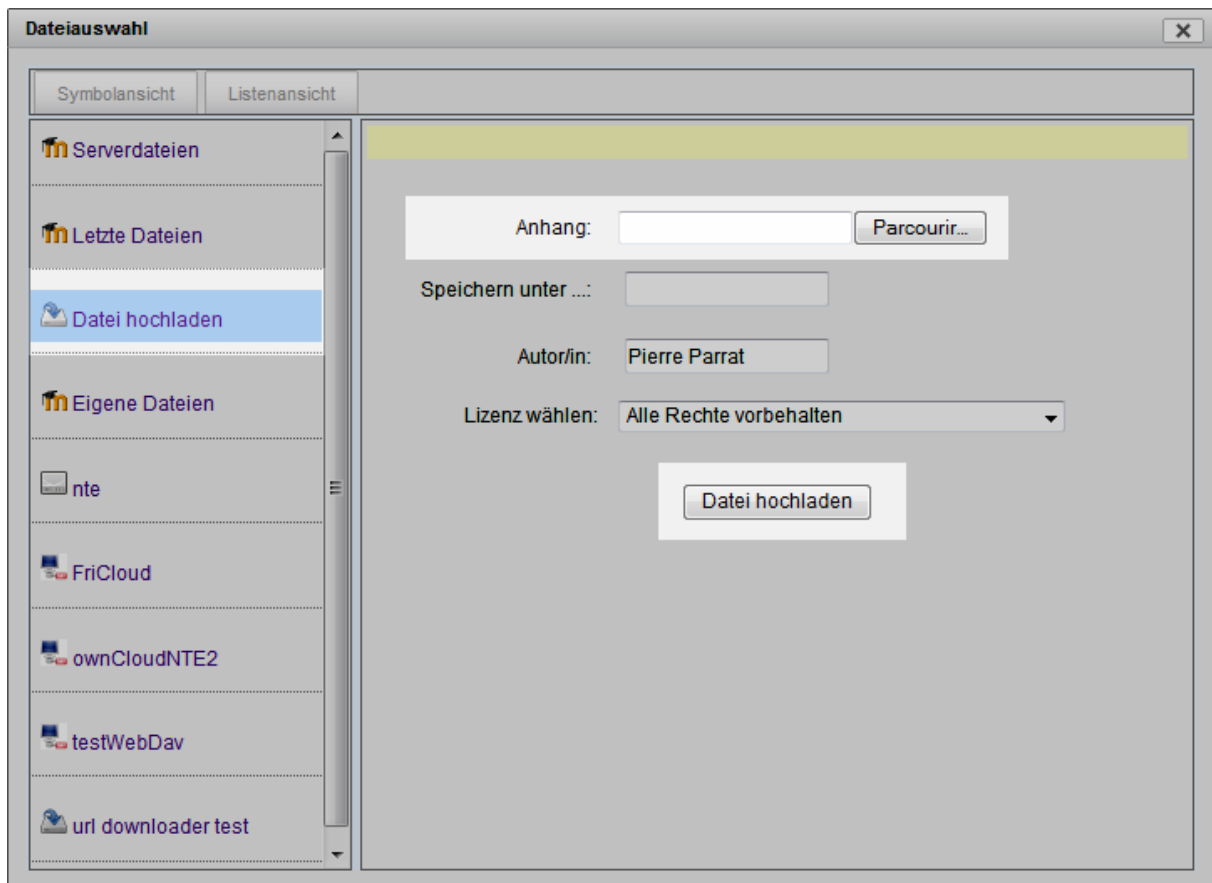 Dateiauswahl
Symbolansicht
Listenansicht
Serverdateien
Letzte Dateien
Datei hochladen
Eigene Dateien
nte
FriCloud
ownCloudNTE2
testWebDav
url downloader test
Anhang:
Parcourir...
Speichern unter ...:
Autor/in:
Pierre Parrat
Lizenz wählen:
Alle Rechte vorbehalten
Datei hochladen